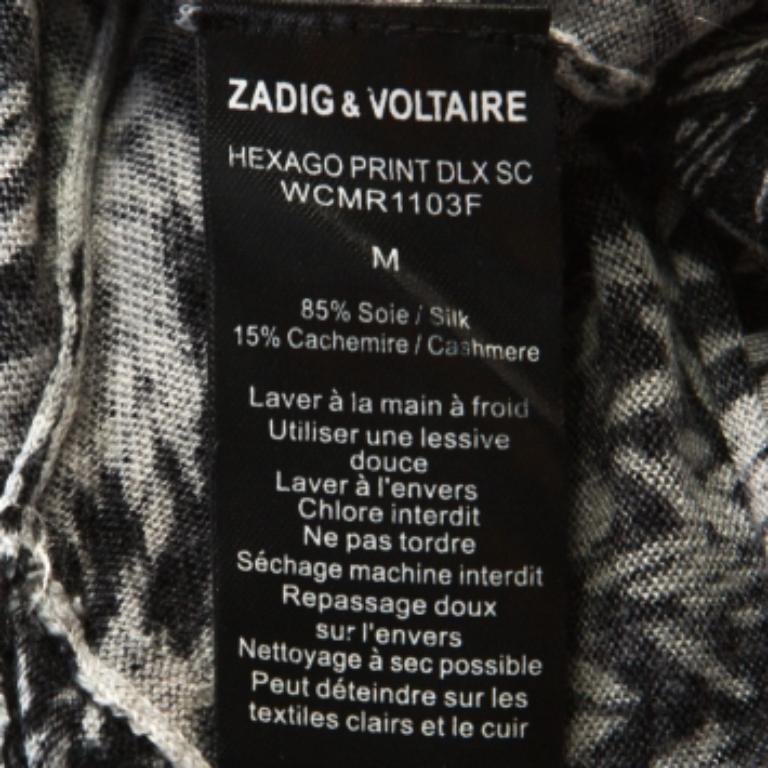 ZADIG & VOLTAIRE
HEXAGO PRINT DLX SC
WCMR1103F
M
85% Soie / Silk
15% Cachemire / Cashmere
Laver à la main à froid
Utiliser une lessive
douce
Laver à l'envers
Chlore interdit
Ne pas tordre
Séchage machine interdit
Repassage doux
sur l'envers
Nettoyage à sec possible
Peut déteindre sur les
textiles clairs et le cuir